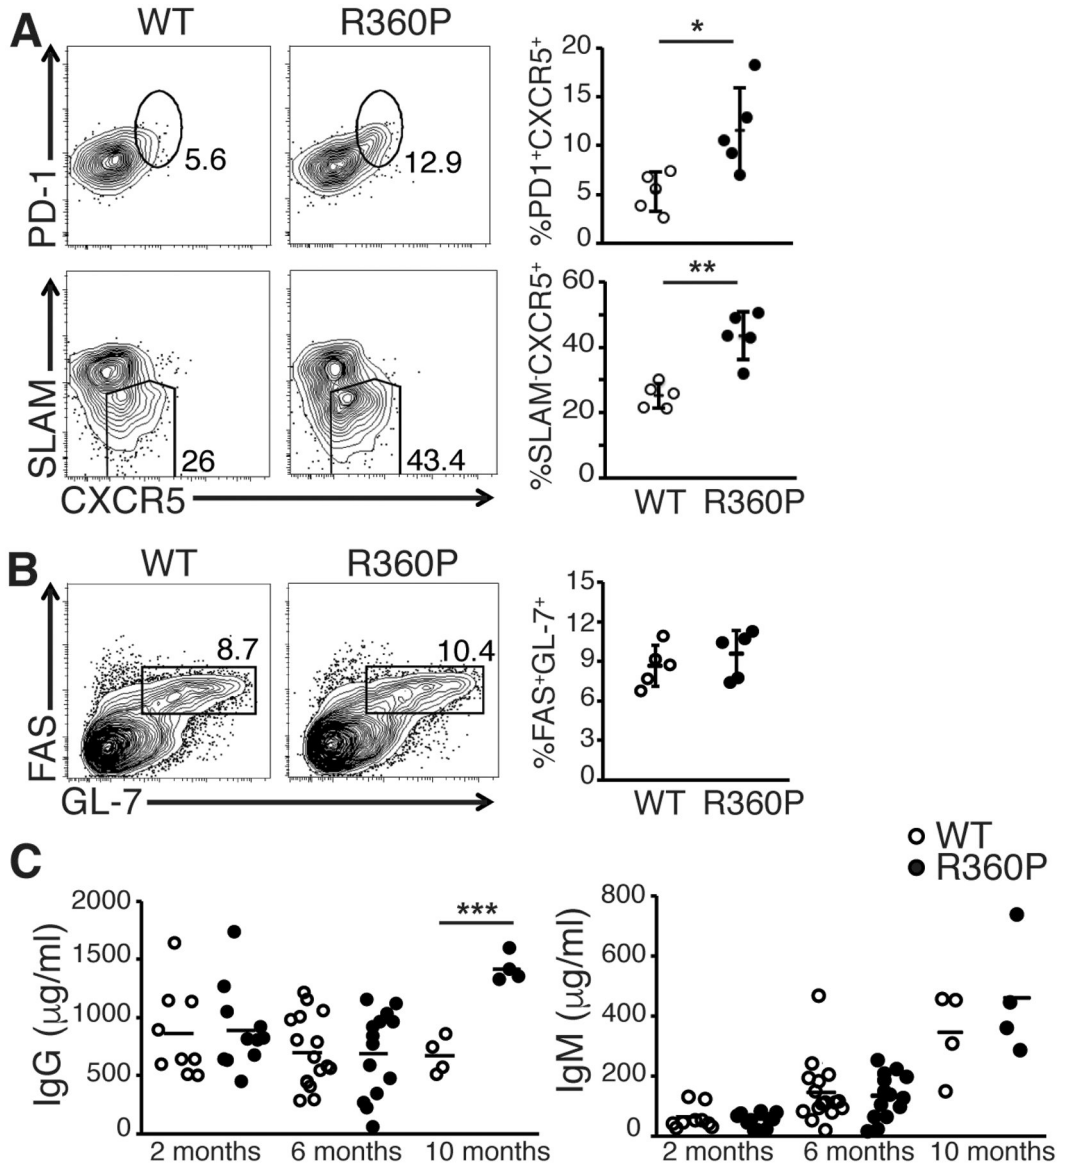 A
WT
R360P
PD-1
5.6
12.9
%PD1⁺CXCR5⁺
20
15
10
5
0
*
SLAM
26
43.4
CXCR5
%SLAM⁻CXCR5⁺
60
40
20
0
**
WT R360P
B
WT
R360P
FAS
8.7
10.4
GL-7
%FAS⁺GL-7⁺
15
12
9
6
3
0
WT R360P
C
WT
R360P
IgG (µg/ml)
2000
1500
1000
500
0
***
2 months 6 months 10 months
IgM (µg/ml)
800
600
400
200
0
2 months 6 months 10 months